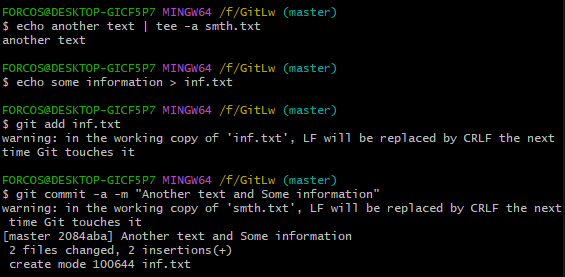 FORCOS@DESKTOP-GICF5P7 MINGW64 /f/GitLw (master)
$ echo another text | tee -a smth.txt
another text
FORCOS@DESKTOP-GICF5P7 MINGW64 /f/GitLw (master)
$ echo some information > inf.txt
FORCOS@DESKTOP-GICF5P7 MINGW64 /f/GitLw (master)
$ git add inf.txt
warning: in the working copy of 'inf.txt', LF will be replaced by CRLF the next
time Git touches it
FORCOS@DESKTOP-GICF5P7 MINGW64 /f/GitLw (master)
$ git commit -a -m "Another text and Some information"
warning: in the working copy of 'smth.txt', LF will be replaced by CRLF the next
 time Git touches it
[master 2084aba] Another text and Some information
 2 files changed, 2 insertions(+)
 create mode 100644 inf.txt